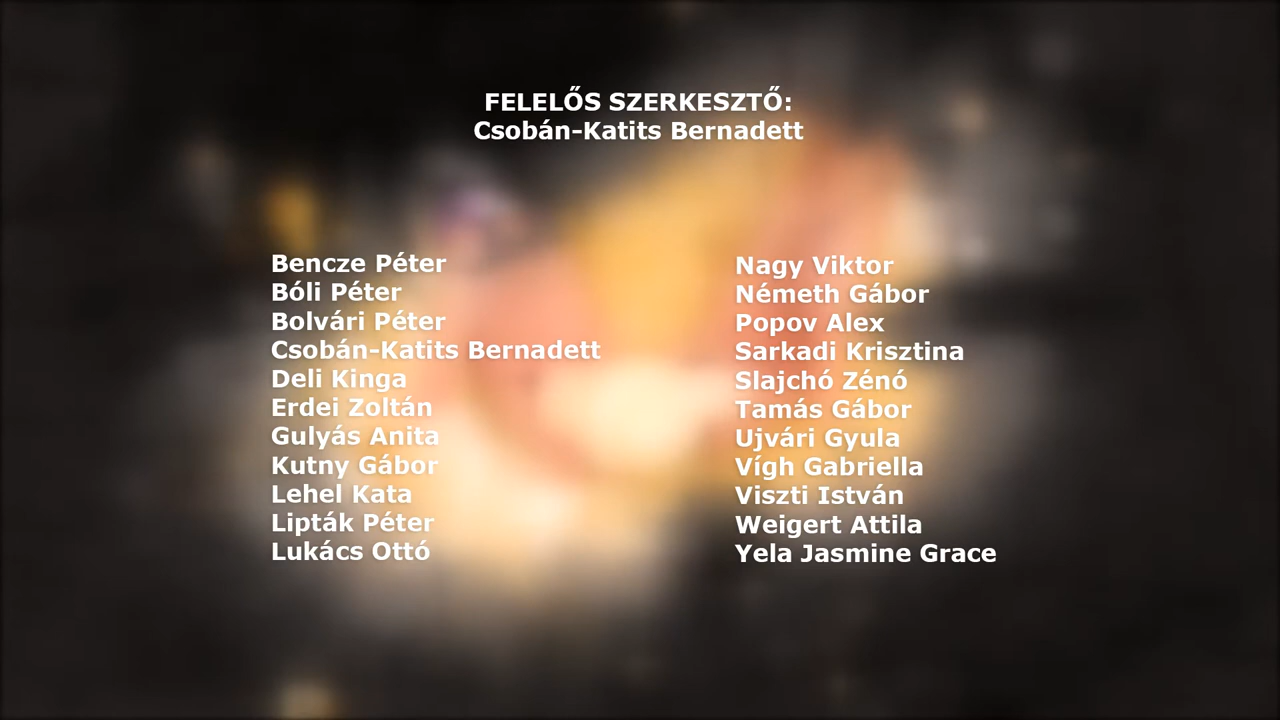 FELELŐS SZERKESZTŐ:
Csobán-Katits Bernadett
Bencze Péter
Bóli Péter
Bolvári Péter
Csobán-Katits Bernadett
Deli Kinga
Erdei Zoltán
Gulyás Anita
Kutny Gábor
Lehel Kata
Lipták Péter
Lukács Ottó
Nagy Viktor
Németh Gábor
Popov Alex
Sarkadi Krisztina
Slajchó Zénó
Tamás Gábor
Ujvári Gyula
Vígh Gabriella
Viszti István
Weigert Attila
Yela Jasmine Grace